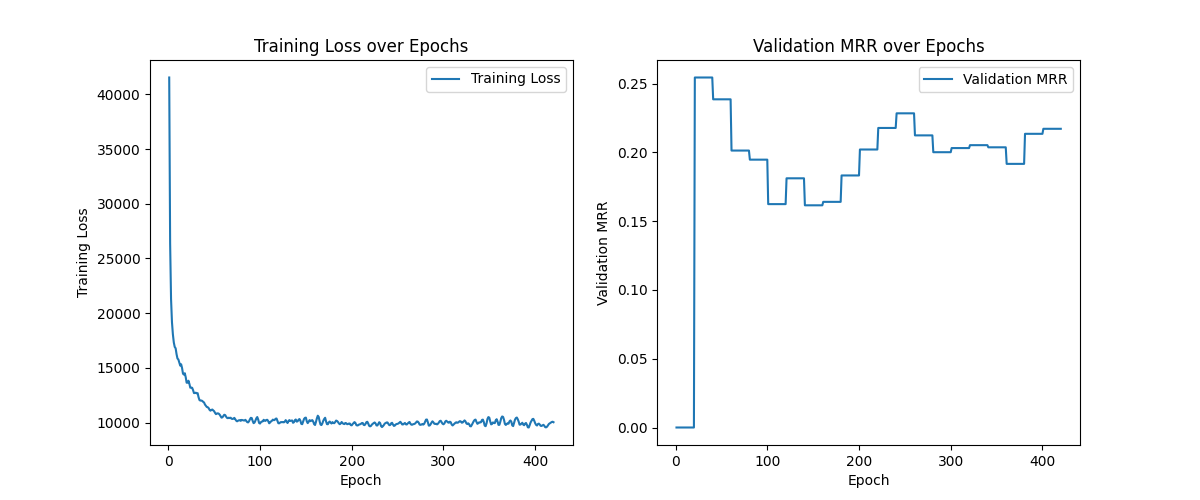 Training Loss over Epochs
Training Loss
40000
35000
30000
25000
20000
15000
10000
Training Loss
0
100
200
300
400
Epoch
Validation MRR over Epochs
Validation MRR
0.25
0.20
0.15
0.10
0.05
0.00
Validation MRR
0
100
200
300
400
Epoch